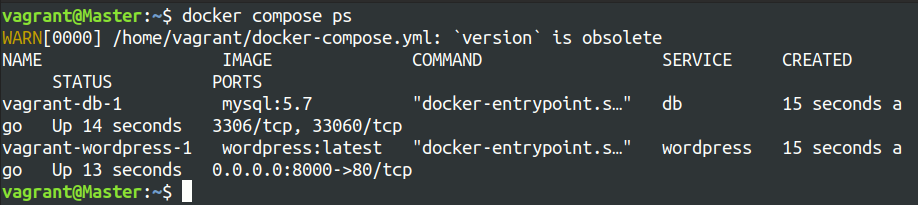 vagrant@Master:~$ docker compose ps
WARN[0000] /home/vagrant/docker-compose.yml: `version` is obsolete
NAME                  IMAGE              COMMAND                  SERVICE     CREATED
      STATUS          PORTS
vagrant-db-1          mysql:5.7          "docker-entrypoint.s…"   db          15 seconds a
go   Up 14 seconds   3306/tcp, 33060/tcp
vagrant-wordpress-1   wordpress:latest   "docker-entrypoint.s…"   wordpress   15 seconds a
go   Up 13 seconds   0.0.0.0:8000->80/tcp
vagrant@Master:~$